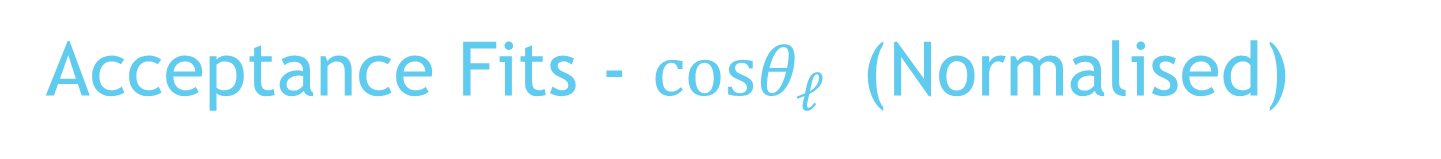 Acceptance Fits - cosθℓ (Normalised)